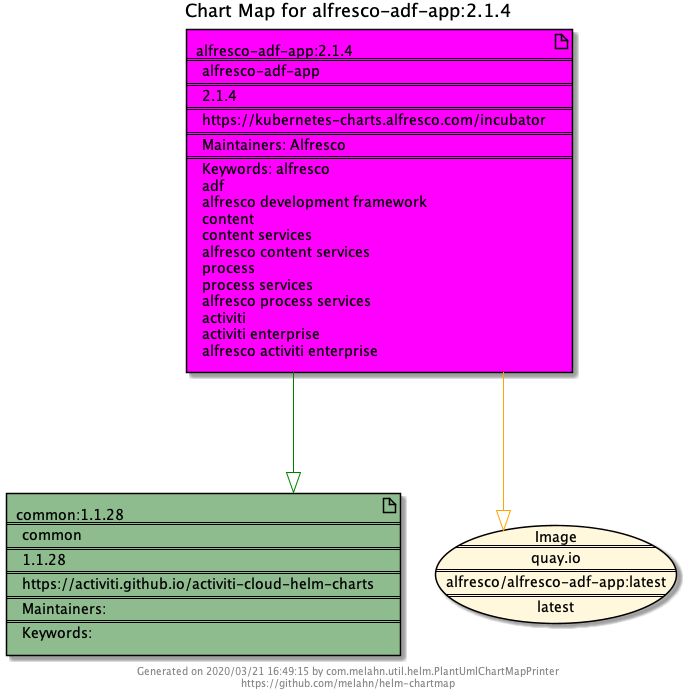 Chart Map for alfresco-adf-app:2.1.4
alfresco-adf-app:2.1.4
alfresco-adf-app
2.1.4
https://kubernetes-charts.alfresco.com/incubator
Maintainers: Alfresco
Keywords: alfresco
adf
alfresco development framework
content
content services
alfresco content services
process
process services
alfresco process services
activiti
activiti enterprise
alfresco activiti enterprise
common:1.1.28
common
1.1.28
https://activiti.github.io/activiti-cloud-helm-charts
Maintainers:
Keywords:
Image
quay.io
alfresco/alfresco-adf-app:latest
latest
Generated on 2020/03/21 16:49:15 by com.melahn.util.helm.PlantUmlChartMapPrinter
https://github.com/melahn/helm-chartmap